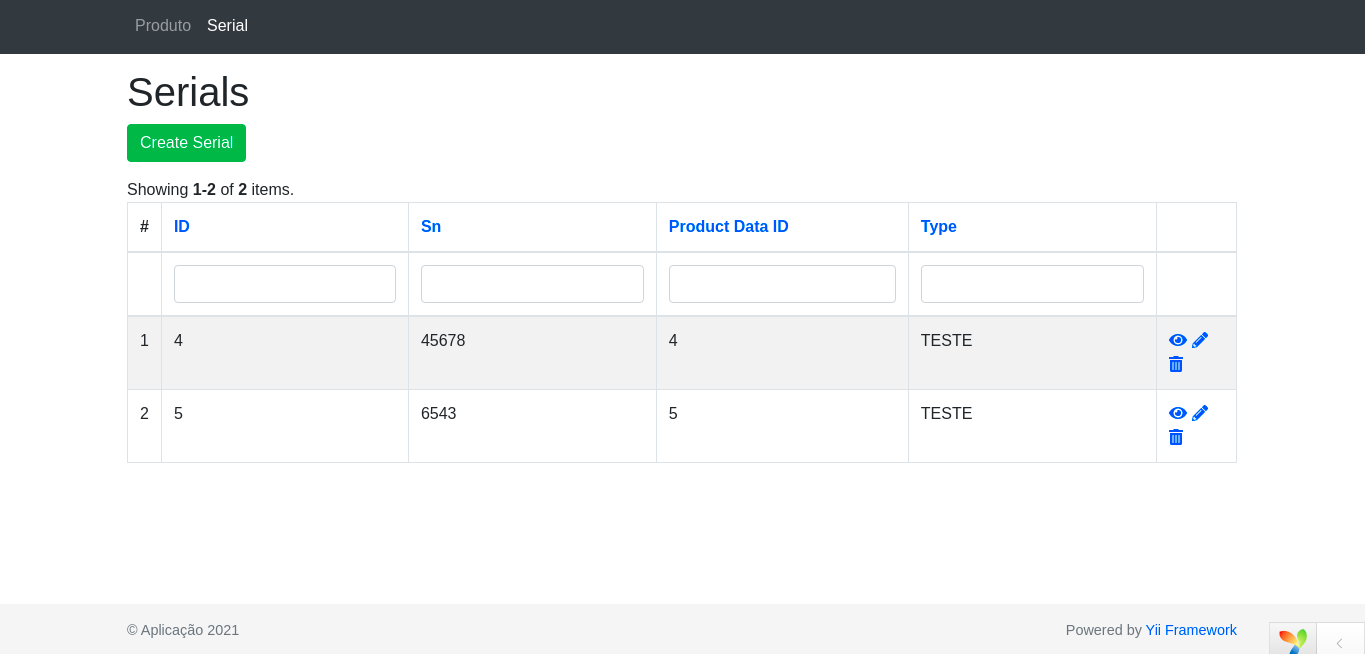 Produto Serial
Serials
Create Serial
Showing 1-2 of 2 items.
# ID Sn Product Data ID Type
1 4 45678 4 TESTE
2 5 6543 5 TESTE
© Aplicação 2021 Powered by Yii Framework